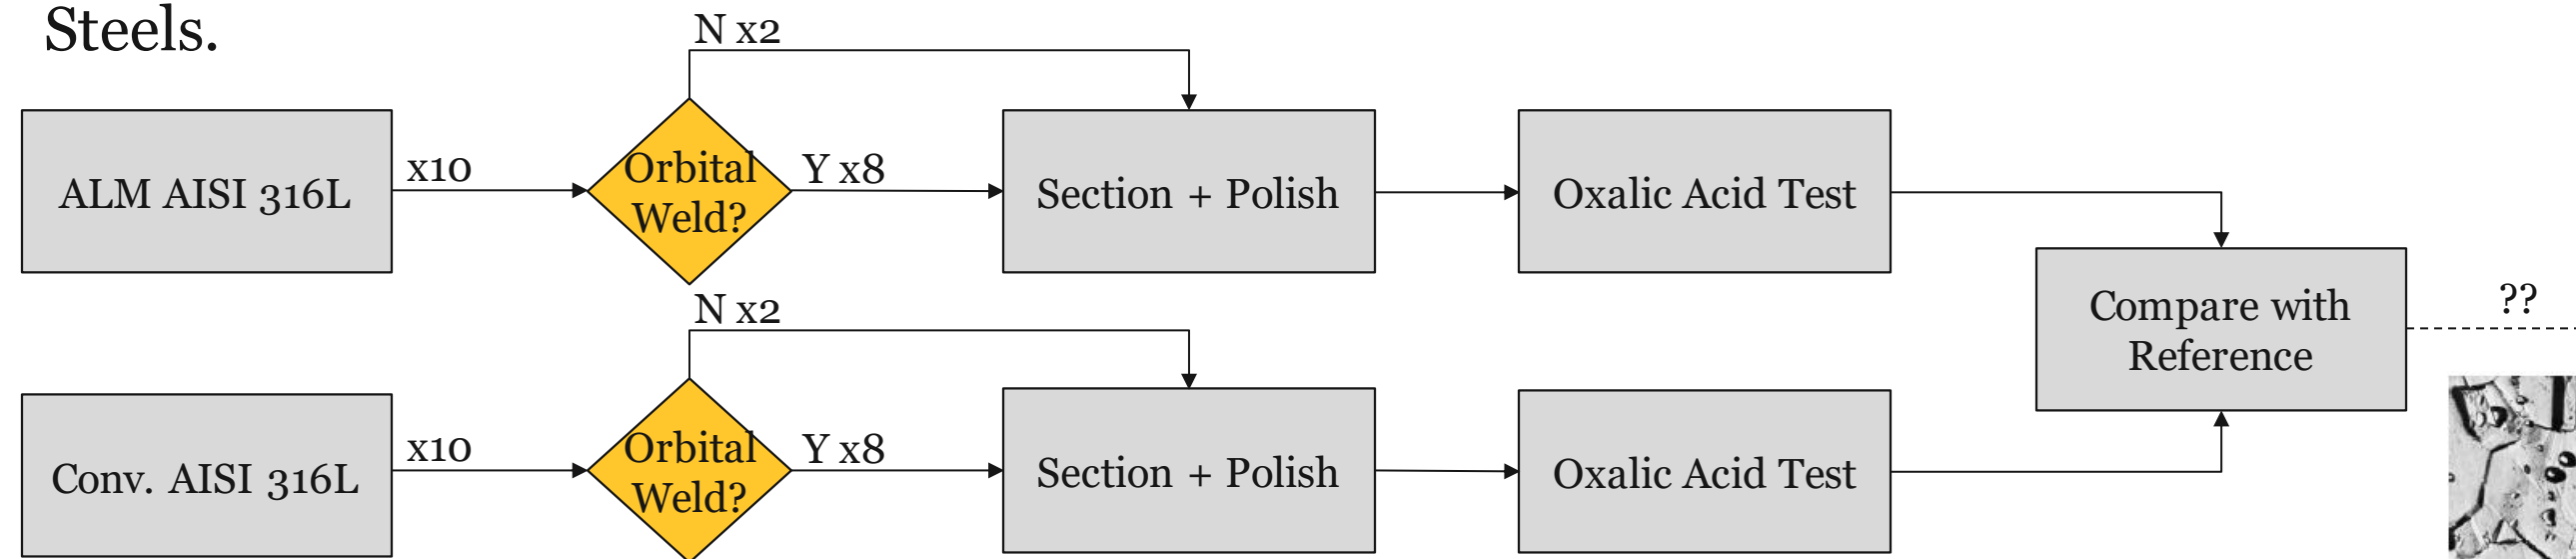 Steels.
N x2
ALM AISI 316L
x10
Orbital
Weld?
Y x8
Section + Polish
Oxalic Acid Test
Compare with
Reference
??
N x2
Conv. AISI 316L
x10
Orbital
Weld?
Y x8
Section + Polish
Oxalic Acid Test